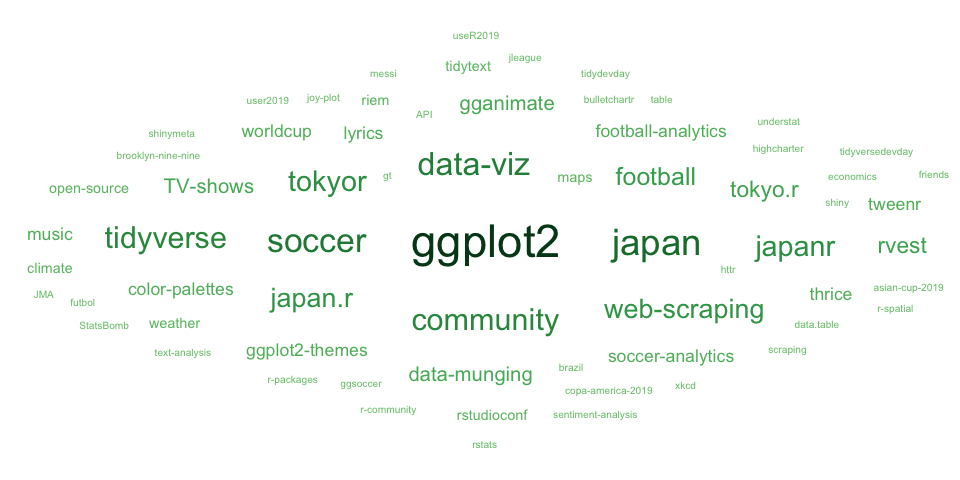 useR2019
jleague
tidytext
messi
tidydevday
user2019
joy-plot
riem
gganimate
bulletchartr
table
API
shinymeta
worldcup
lyrics
football-analytics
understat
brooklyn-nine-nine
data-viz
highcharter
tidyversedevday
open-source
TV-shows
tokyor
gt
maps
football
tokyo.r
economics
friends
shiny
tweenr
music
tidyverse
soccer
ggplot2
japan
japanr
rvest
climate
httr
JMA
futbol
color-palettes
japan.r
thrice
asian-cup-2019
r-spatial
StatsBomb
weather
community
web-scraping
data.table
text-analysis
ggplot2-themes
soccer-analytics
scraping
r-packages
ggsoccer
data-munging
brazil
copa-america-2019
xkcd
r-community
rstudioconf
sentiment-analysis
rstats